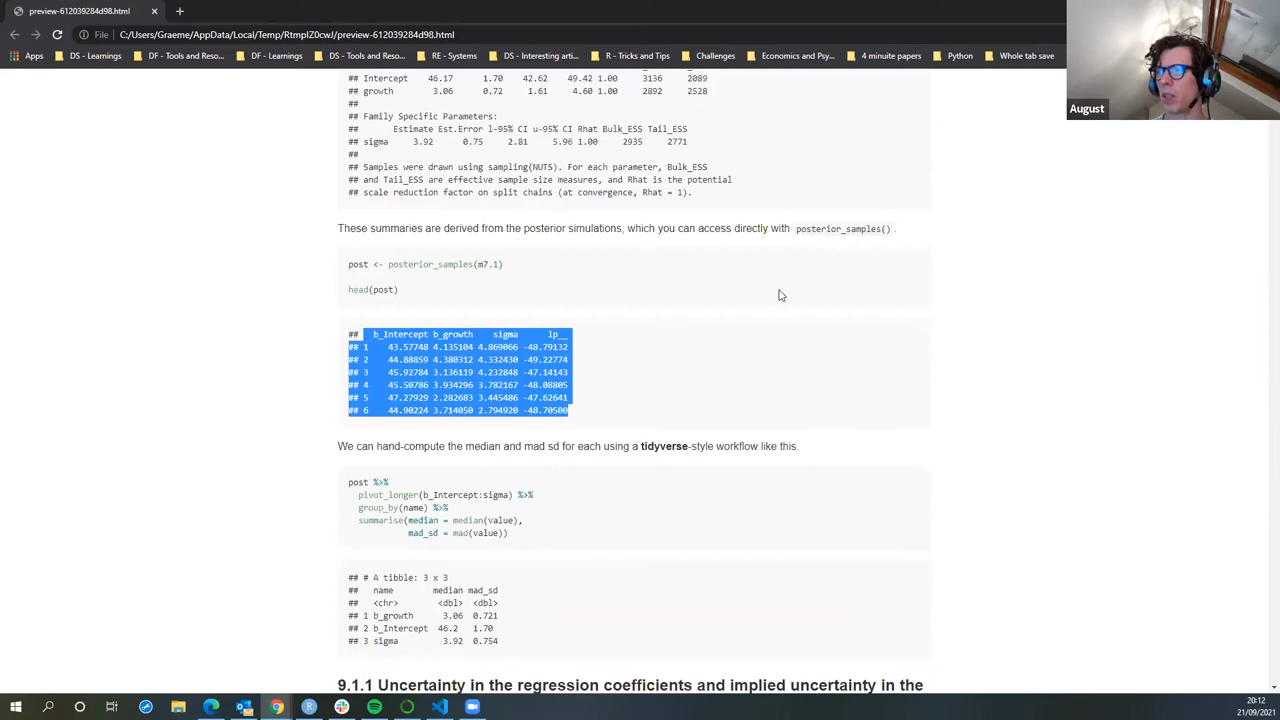 preview-612039284d98.html
File
C:/Users/Graeme/AppData/Local/Temp/RtmpIZ0cwJ/preview-612039284d98.html
Apps
DS - Learnings
DF - Tools and Reso...
DF - Learnings
DS - Tools and Reso...
RE - Systems
DS - Interesting arti...
R - Tricks and Tips
Challenges
Economics and Psy...
4 minuite papers
Python
Whole tab save
August
## Intercept 46.17 1.70 42.62 49.42 1.00 3136 2089
## growth 3.06 0.72 1.61 4.60 1.00 2892 2528
##
## Family Specific Parameters:
## Estimate Est.Error l-95% CI u-95% CI Rhat Bulk_ESS Tail_ESS
## sigma 3.92 0.75 2.81 5.96 1.00 2935 2771
##
## Samples were drawn using sampling(NUTS). For each parameter, Bulk_ESS
## and Tail_ESS are effective sample size measures, and Rhat is the potential
## scale reduction factor on split chains (at convergence, Rhat = 1).
These summaries are derived from the posterior simulations, which you can access directly with posterior_samples() .
post <- posterior_samples(m7.1)
head(post)
## b_Intercept b_growth sigma lp__
## 1 43.57748 4.135104 4.869066 -48.79132
## 2 44.88859 4.380312 4.332430 -49.22774
## 3 45.92784 3.136119 4.232848 -47.14143
## 4 45.50786 3.934296 3.782167 -48.08805
## 5 47.27929 2.282683 3.445486 -47.62641
## 6 44.90224 3.714050 2.794920 -48.70500
We can hand-compute the median and mad sd for each using a tidyverse-style workflow like this.
post %>%
pivot_longer(b_Intercept:sigma) %>%
group_by(name) %>%
summarise(median = median(value),
mad_sd = mad(value))
## # A tibble: 3 x 3
## name median mad_sd
## <chr> <dbl> <dbl>
## 1 b_growth 3.06 0.721
## 2 b_Intercept 46.2 1.70
## 3 sigma 3.92 0.754
9.1.1 Uncertainty in the regression coefficients and implied uncertainty in the
20:12
21/09/2021